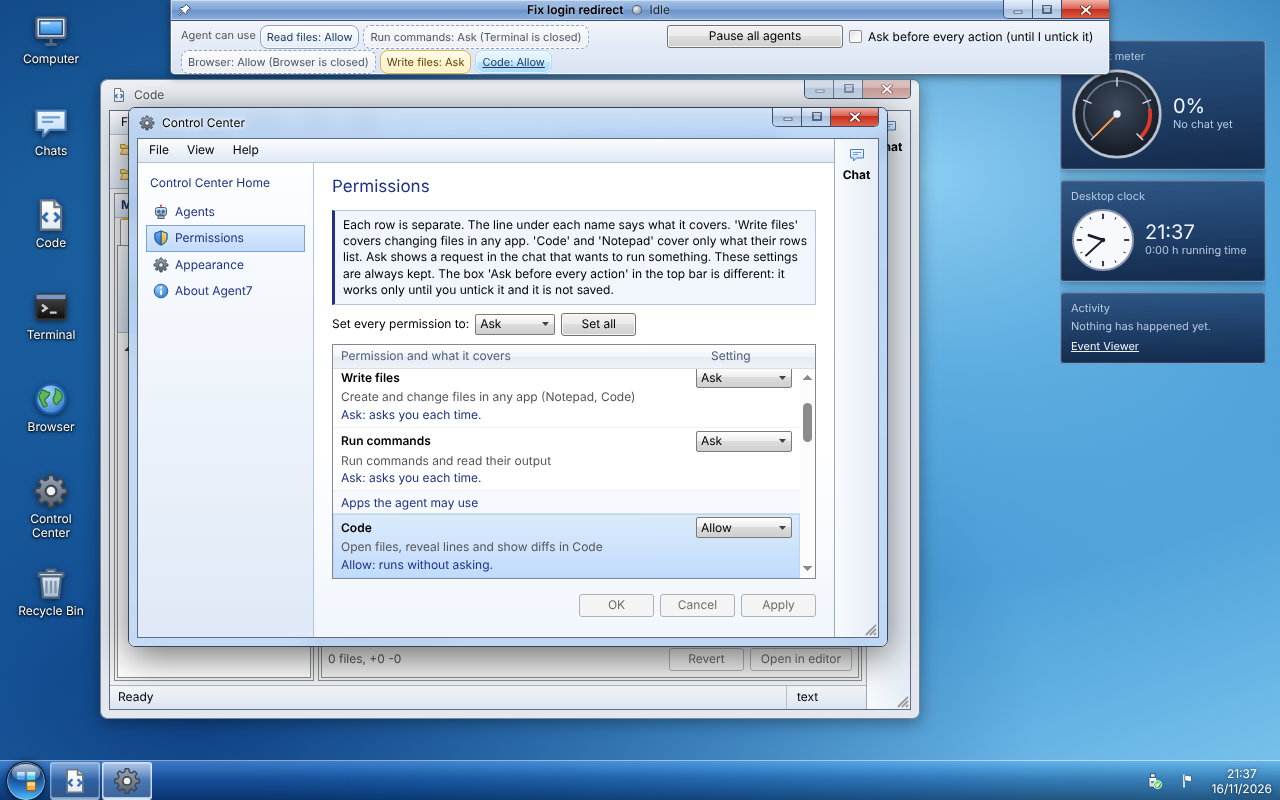 Computer
Chats
Code
Terminal
Browser
Control
Center
Recycle Bin
Fix login redirect Idle
Agent can use Read files: Allow Run commands: Ask (Terminal is closed)
Browser: Allow (Browser is closed) Write files: Ask Code: Allow
Pause all agents Ask before every action (until I untick it)
meter
0%
No chat yet
Desktop clock
21:37
0:00 h running time
Activity
Nothing has happened yet.
Event Viewer
Code
Control Center
File View Help
Chat
Control Center Home
Agents
Permissions
Appearance
About Agent7
Permissions
Each row is separate. The line under each name says what it covers. 'Write files'
covers changing files in any app. 'Code' and 'Notepad' cover only what their rows
list. Ask shows a request in the chat that wants to run something. These settings
are always kept. The box 'Ask before every action' in the top bar is different: it
works only until you untick it and it is not saved.
Set every permission to: Ask Set all
Permission and what it covers Setting
Write files Ask
Create and change files in any app (Notepad, Code)
Ask: asks you each time.
Run commands Ask
Run commands and read their output
Ask: asks you each time.
Apps the agent may use
Code Allow
Open files, reveal lines and show diffs in Code
Allow: runs without asking.
OK Cancel Apply
0 files, +0 -0 Revert Open in editor
Ready text
21:37
16/11/2026